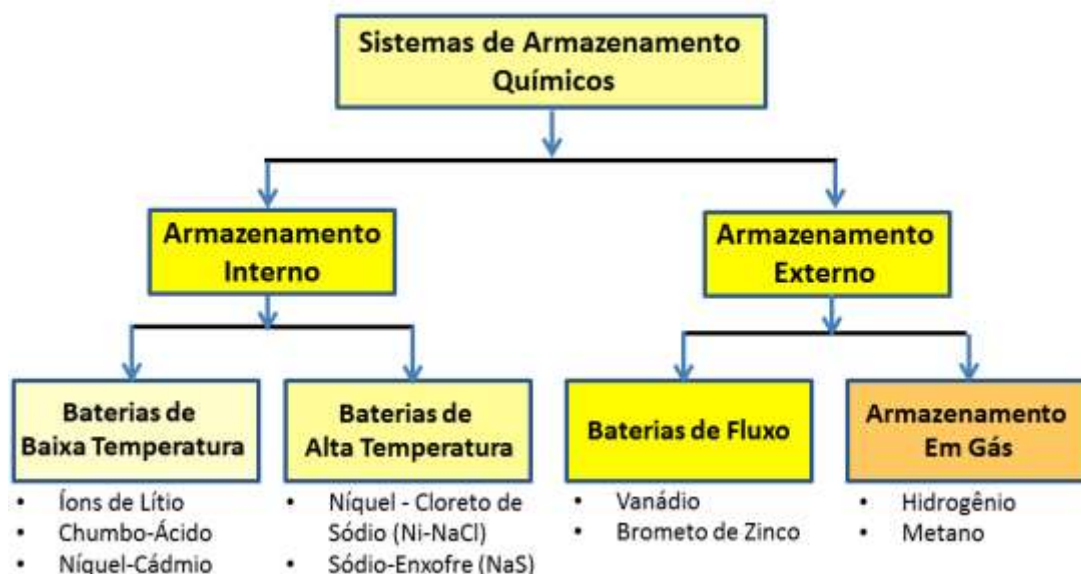 Sistemas de Armazenamento
Químicos
Armazenamento
Interno
Armazenamento
Externo
Baterias de
Baixa Temperatura
Baterias de
Alta Temperatura
Baterias de Fluxo
Armazenamento
Em Gás
• Íons de Lítio
• Chumbo-Ácido
• Níquel-Cádmio
• Níquel - Cloreto de
Sódio (Ni-NaCl)
• Sódio-Enxofre (NaS)
• Vanádio
• Brometo de Zinco
• Hidrogênio
• Metano